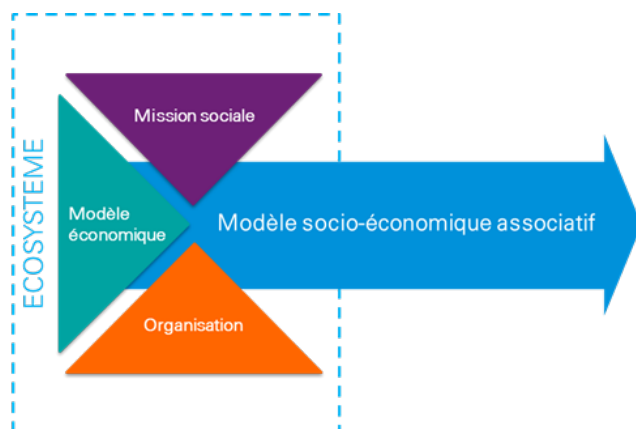 Mission sociale
ECOSYSTEME
Modèle
économique
Modèle socio-économique associatif
Organisation